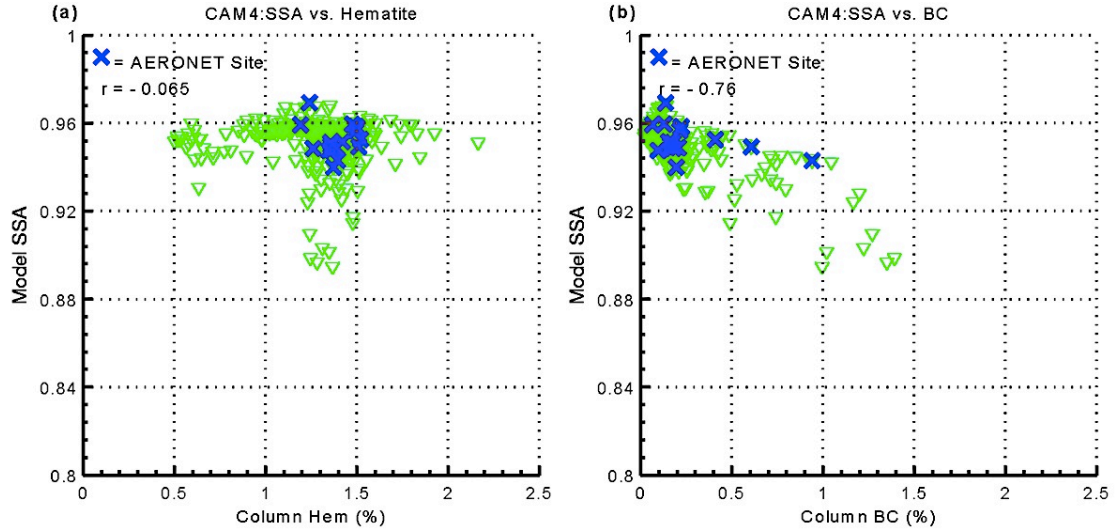 (a) CAM4:SSA vs. Hematite
1
0.96
0.92
0.88
0.84
0.8
Model SSA
= AERONET Site
r = - 0.065
0 0.5 1 1.5 2 2.5
Column Hem (%)
(b) CAM4:SSA vs. BC
1
0.96
0.92
0.88
0.84
0.8
Model SSA
= AERONET Site
r = - 0.76
0 0.5 1 1.5 2 2.5
Column BC (%)